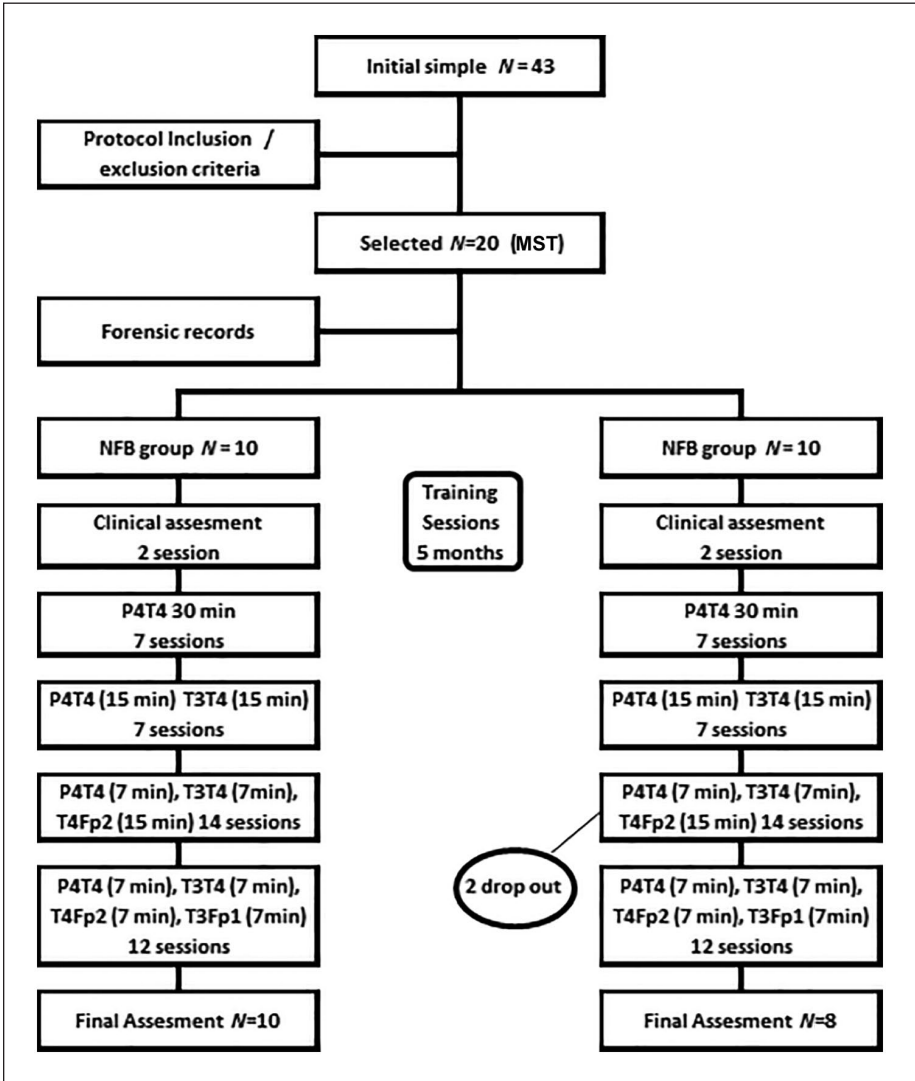 Initial simple N = 43
Protocol Inclusion /
exclusion criteria
Selected N=20 (MST)
Forensic records
NFB group N = 10
Clinical assesment
2 session
P4T4 30 min
7 sessions
P4T4 (15 min) T3T4 (15 min)
7 sessions
P4T4 (7 min), T3T4 (7min),
T4Fp2 (15 min) 14 sessions
P4T4 (7 min), T3T4 (7 min),
T4Fp2 (7 min), T3Fp1 (7min)
12 sessions
Final Assesment N=10
Training
Sessions
5 months
NFB group N = 10
Clinical assesment
2 session
P4T4 30 min
7 sessions
P4T4 (15 min) T3T4 (15 min)
7 sessions
P4T4 (7 min), T3T4 (7min),
T4Fp2 (15 min) 14 sessions
2 drop out
P4T4 (7 min), T3T4 (7 min),
T4Fp2 (7 min), T3Fp1 (7min)
12 sessions
Final Assesment N=8